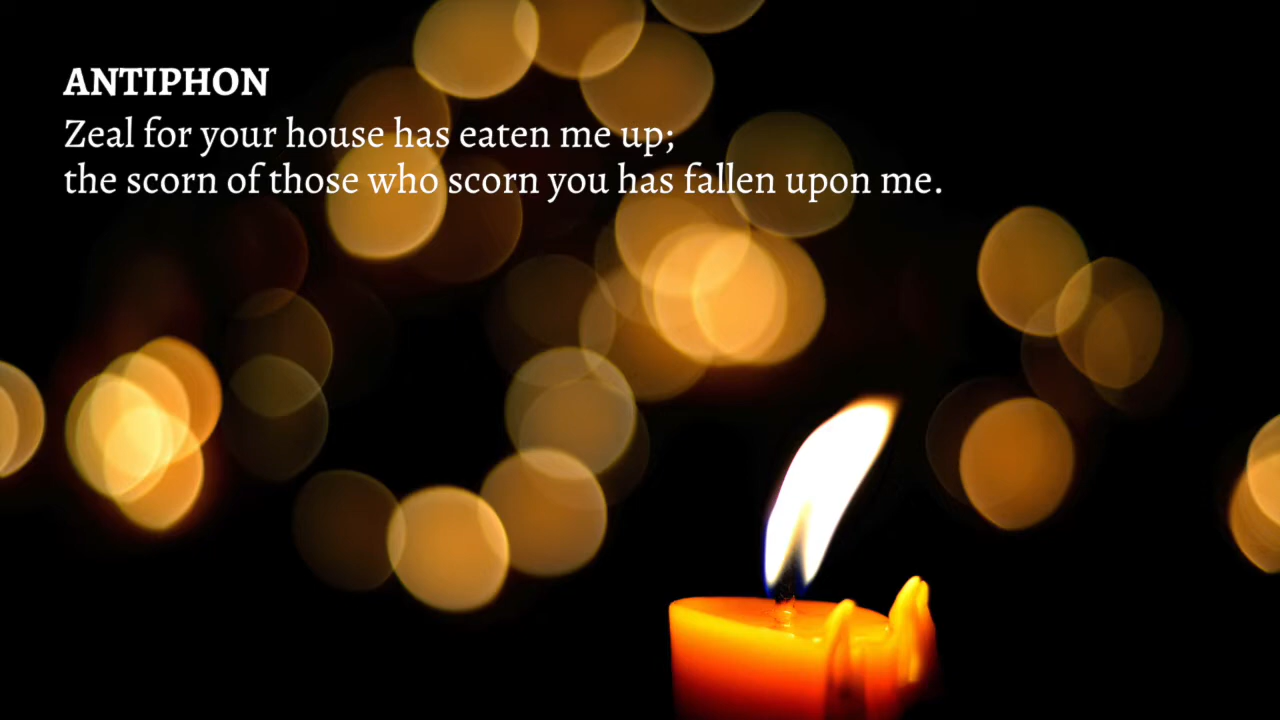 ANTIPHON
Zeal for your house has eaten me up;
the scorn of those who scorn you has fallen upon me.